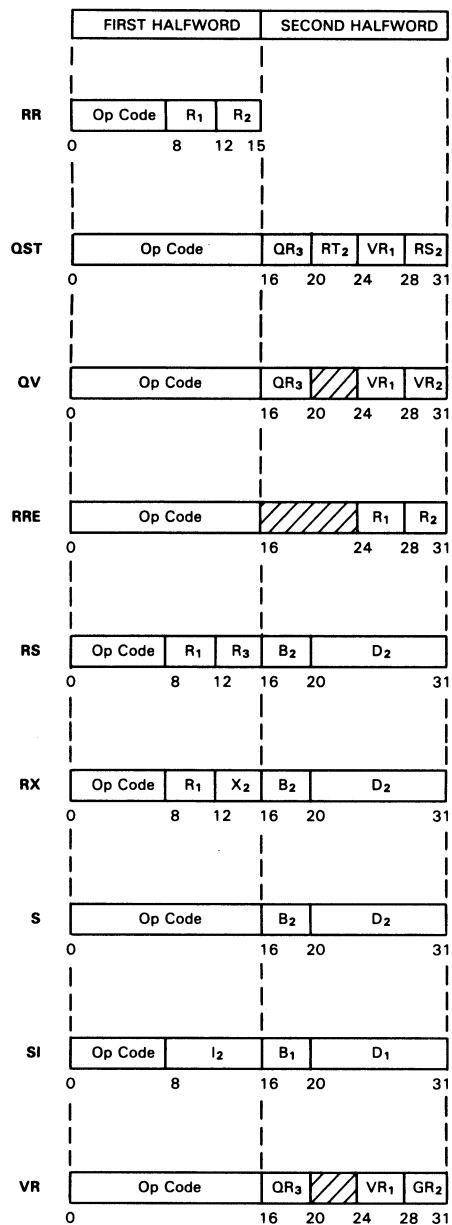 FIRST HALFWORD SECOND HALFWORD
RR Op Code R₁ R₂
0 8 12 15
QST Op Code QR₃ RT₂ VR₁ RS₂
0 16 20 24 28 31
QV Op Code QR₃ VR₁ VR₂
0 16 20 24 28 31
RRE Op Code R₁ R₂
0 16 24 28 31
RS Op Code R₁ R₃ B₂ D₂
0 8 12 16 20 31
RX Op Code R₁ X₂ B₂ D₂
0 8 12 16 20 31
S Op Code B₂ D₂
0 16 20 31
SI Op Code I₂ B₁ D₁
0 8 16 20 31
VR Op Code QR₃ VR₁ GR₂
0 16 20 24 28 31